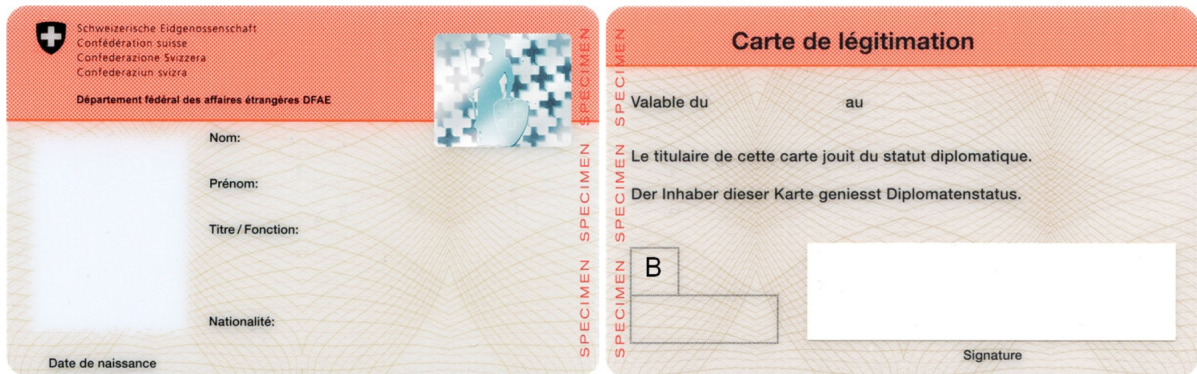 Schweizerische Eidgenossenschaft
Confédération suisse
Confederazione Svizzera
Confederaziun svizra
Département fédéral des affaires étrangères DFAE
Nom:
Prénom:
Titre / Fonction:
Nationalité:
Date de naissance
SPECIMEN SPECIMEN SPECIMEN
SPECIMEN SPECIMEN SPECIMEN
Carte de légitimation
Valable du au
Le titulaire de cette carte jouit du statut diplomatique.
Der Inhaber dieser Karte geniesst Diplomatenstatus.
B
Signature